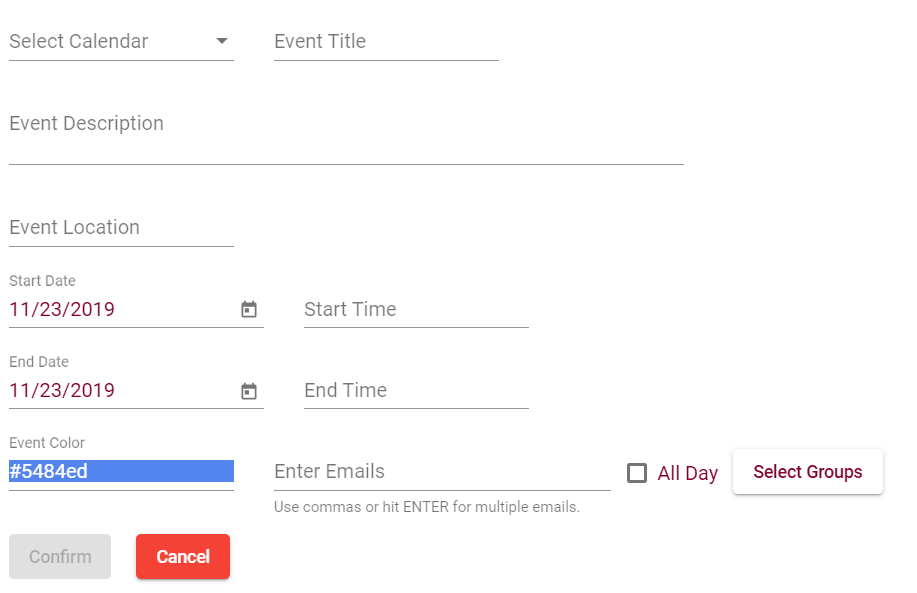 Select Calendar Event Title
Event Description
Event Location
Start Date
11/23/2019 Start Time
End Date
11/23/2019 End Time
Event Color
#5484ed Enter Emails All Day Select Groups
Use commas or hit ENTER for multiple emails.
Confirm Cancel